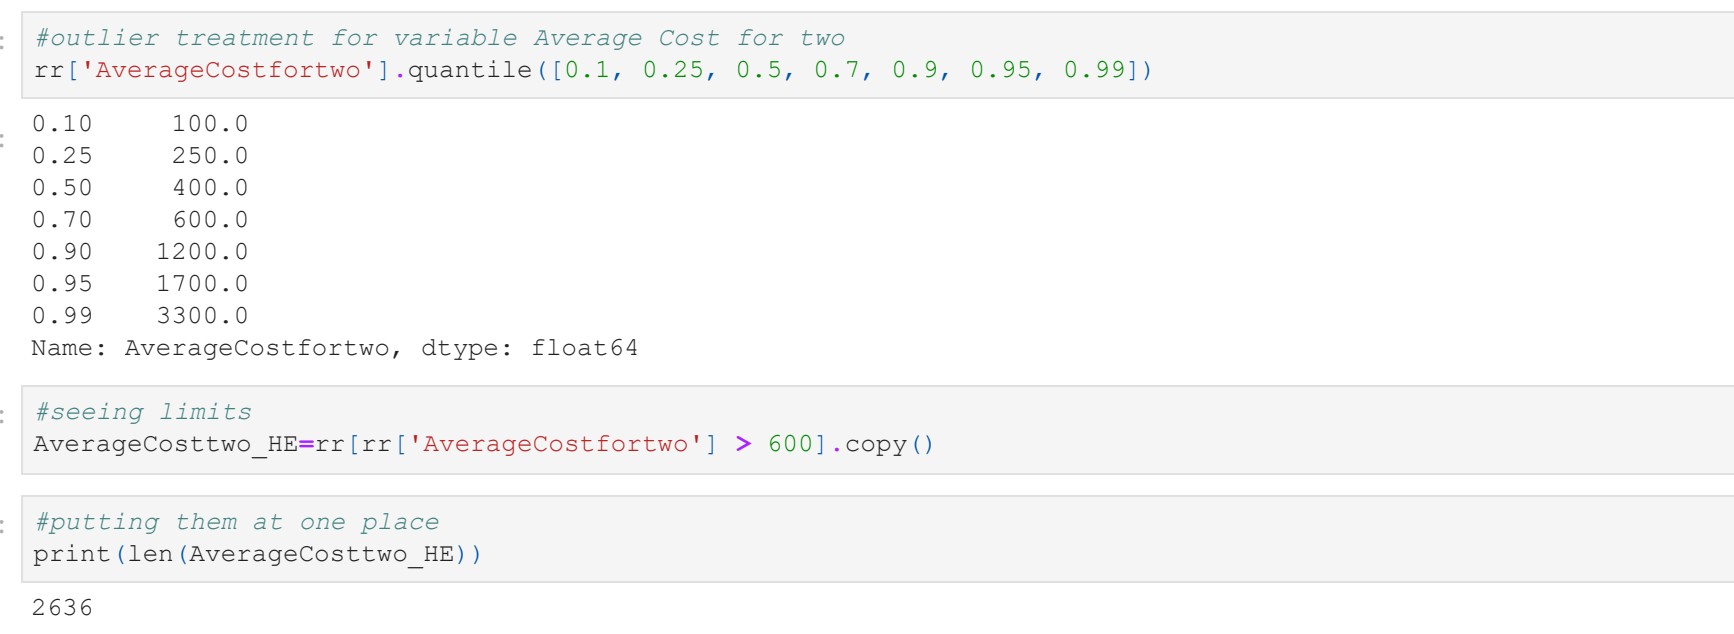 #outlier treatment for variable Average Cost for two
rr['AverageCostfortwo'].quantile([0.1, 0.25, 0.5, 0.7, 0.9, 0.95, 0.99])
0.10     100.0
0.25     250.0
0.50     400.0
0.70     600.0
0.90    1200.0
0.95    1700.0
0.99    3300.0
Name: AverageCostfortwo, dtype: float64
#seeing limits
AverageCosttwo_HE=rr[rr['AverageCostfortwo'] > 600].copy()
#putting them at one place
print(len(AverageCosttwo_HE))
2636